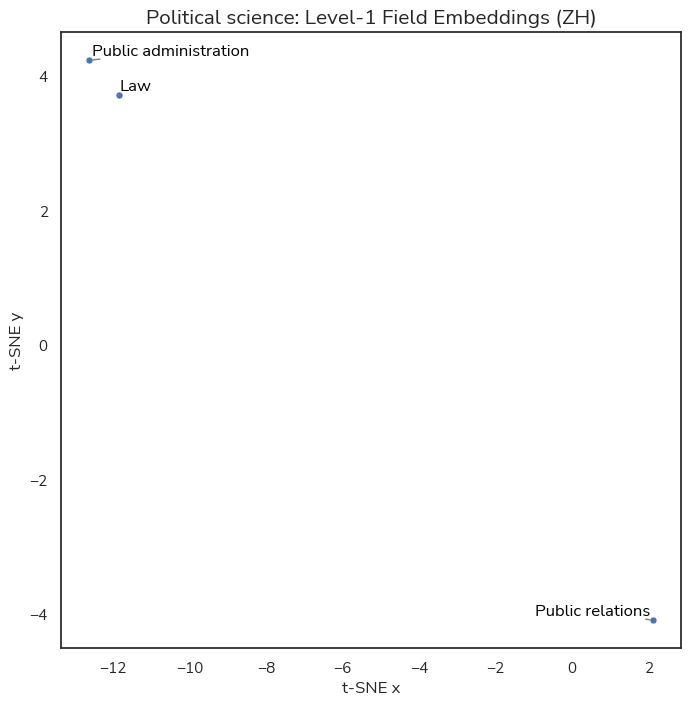 Political science: Level-1 Field Embeddings (ZH)
Public administration
Law
Public relations
4
2
0
−2
−4
t-SNE y
−12
−10
−8
−6
−4
−2
0
2
t-SNE x